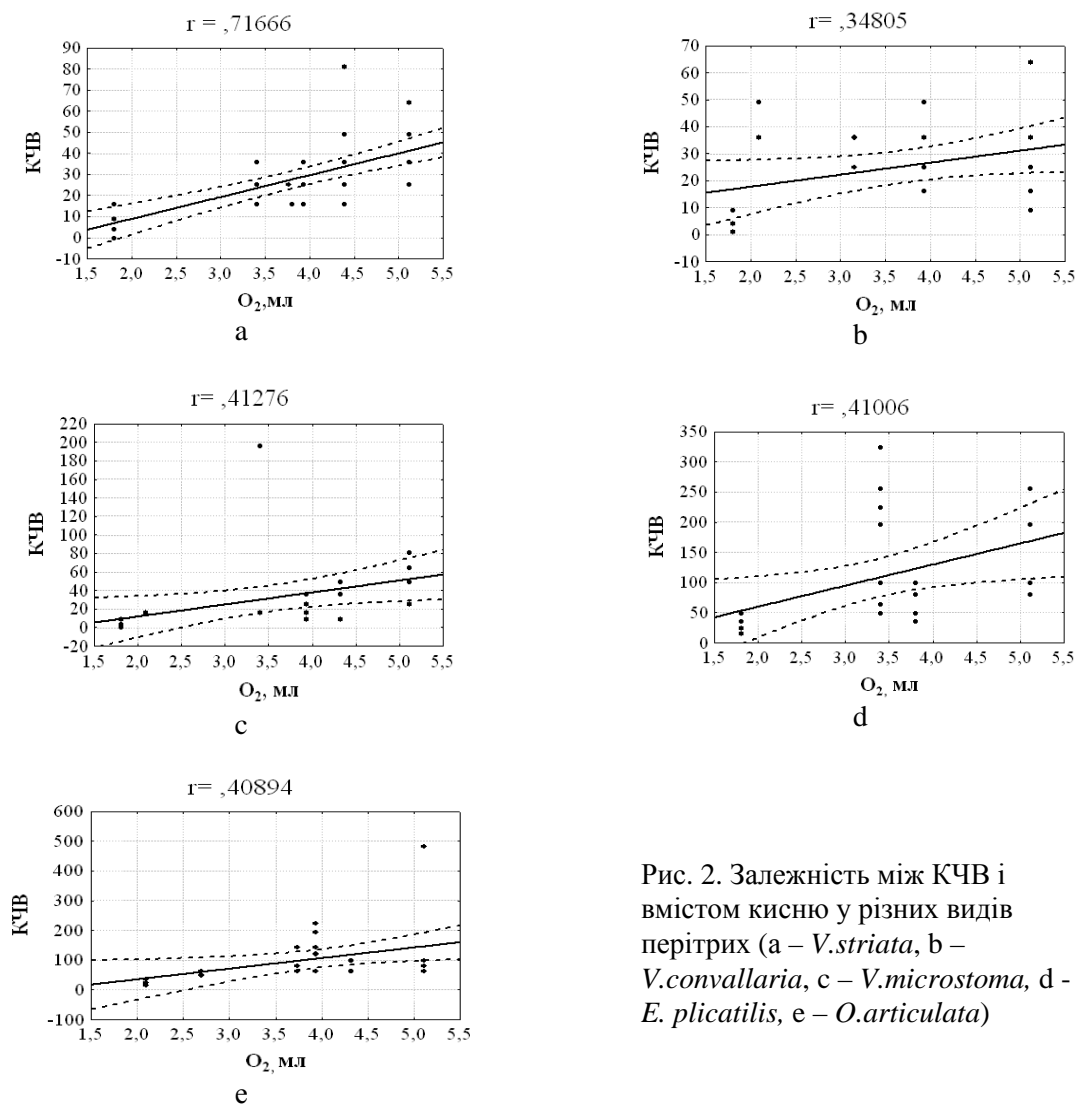 r = ,71666
90
80
70
60
50
40
30
20
10
0
-10
КЧВ
1,5 2,0 2,5 3,0 3,5 4,0 4,5 5,0 5,5
O₂,мл
a
r= ,34805
70
60
50
40
30
20
10
0
-10
КЧВ
1,5 2,0 2,5 3,0 3,5 4,0 4,5 5,0 5,5
O₂, мл
b
r= ,41276
220
200
180
160
140
120
100
80
60
40
20
0
-20
КЧВ
1,5 2,0 2,5 3,0 3,5 4,0 4,5 5,0 5,5
O₂, мл
c
r= ,41006
350
300
250
200
150
100
50
0
КЧВ
1,5 2,0 2,5 3,0 3,5 4,0 4,5 5,0 5,5
O₂, мл
d
r= ,40894
600
500
400
300
200
100
0
-100
КЧВ
1,5 2,0 2,5 3,0 3,5 4,0 4,5 5,0 5,5
O₂, мл
e
Рис. 2. Залежність між КЧВ і
вмістом кисню у різних видів
перітрих (a – V.striata, b –
V.convallaria, c – V.microstoma, d -
E. plicatilis, e – O.articulata)